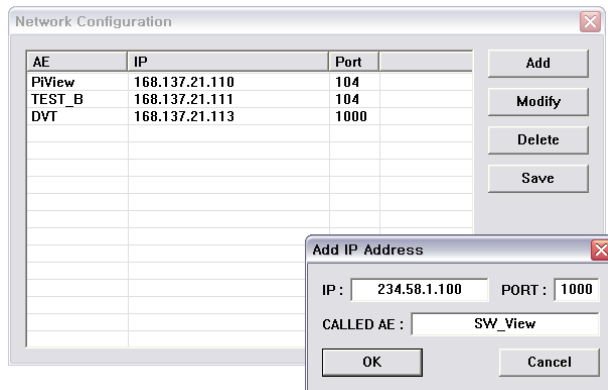 Network Configuration
AE IP Port
PiView 168.137.21.110 104
TEST_B 168.137.21.111 104
DVT 168.137.21.113 1000
Add
Modify
Delete
Save
Add IP Address
IP : 234.58.1.100 PORT : 1000
CALLED AE : SW_View
OK Cancel